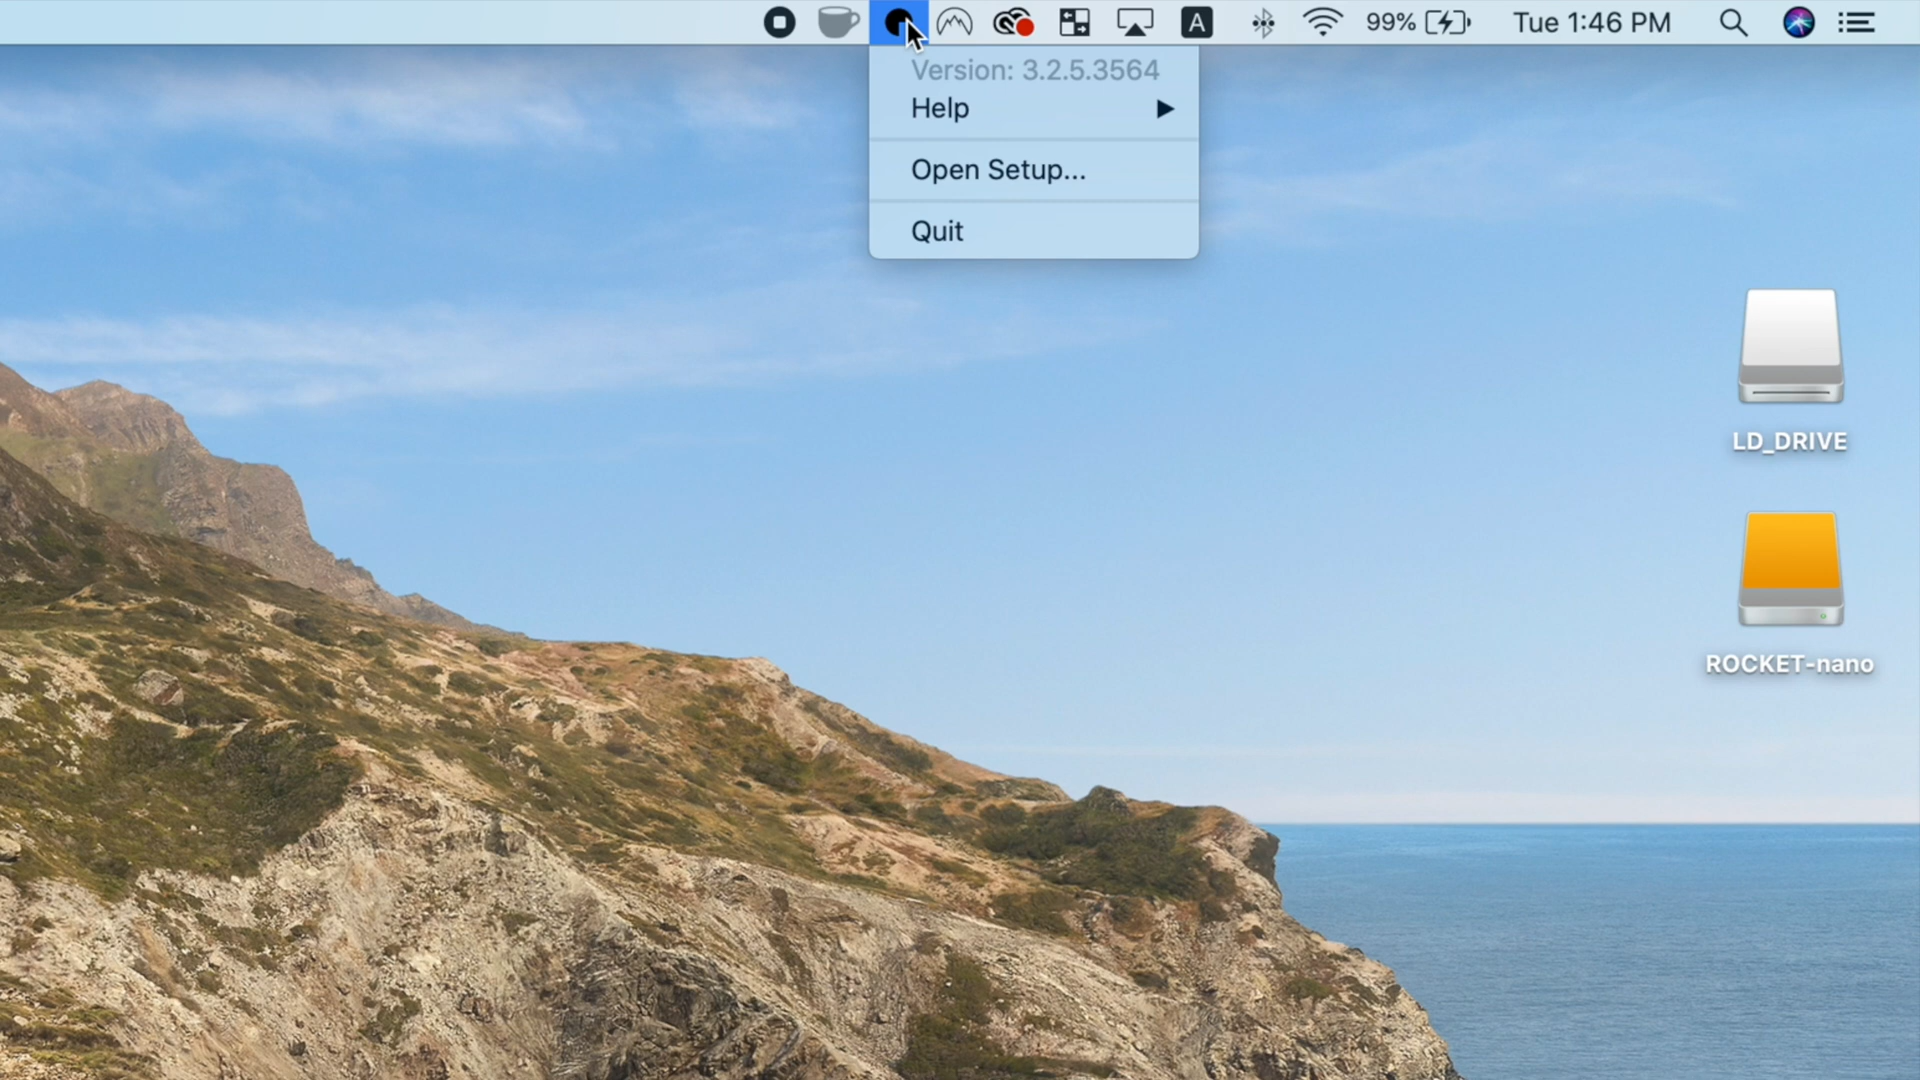 A 99% Tue 1:46 PM
Version: 3.2.5.3564
Help
Open Setup...
Quit
LD_DRIVE
ROCKET-nano